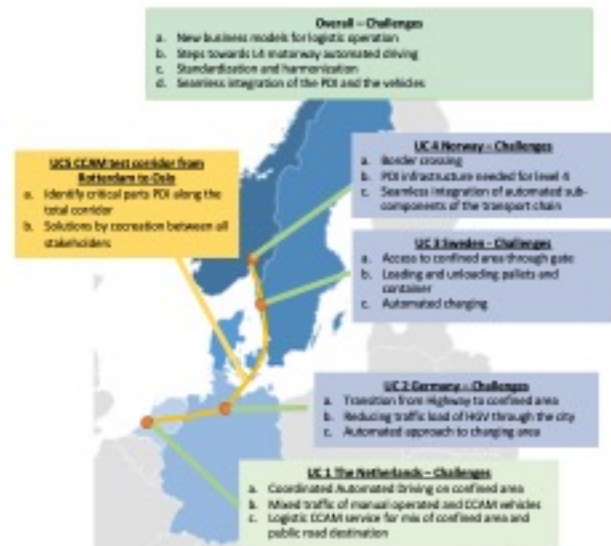 Overall – Challenges
a. New business models for logistic operation
b. Steps towards L4 motorway automated driving
c. Standardization and harmonization
d. Seamless integration of the PDI and the vehicles
UC5 CCAM test corridor from
Rotterdam to Oslo
a. Identify critical parts PDI along the
total corridor
b. Solutions by cocreation between all
stakeholders
UC 4 Norway – Challenges
a. Border crossing
b. PDI infrastructure needed for level 4
c. Seamless integration of automated sub-
components of the transport chain
UC 3 Sweden – Challenges
a. Access to confined area through gate
b. Loading and unloading pallets and
container
c. Automated charging
UC 2 Germany – Challenges
a. Transition from Highway to confined area
b. Reducing traffic load of HGV through the city
c. Automated approach to charging area
UC 1 The Netherlands – Challenges
a. Coordinated Automated Driving on confined area
b. Mixed traffic of manual operated and CCAM vehicles
c. Logistic CCAM service for mix of confined area and
public road destination